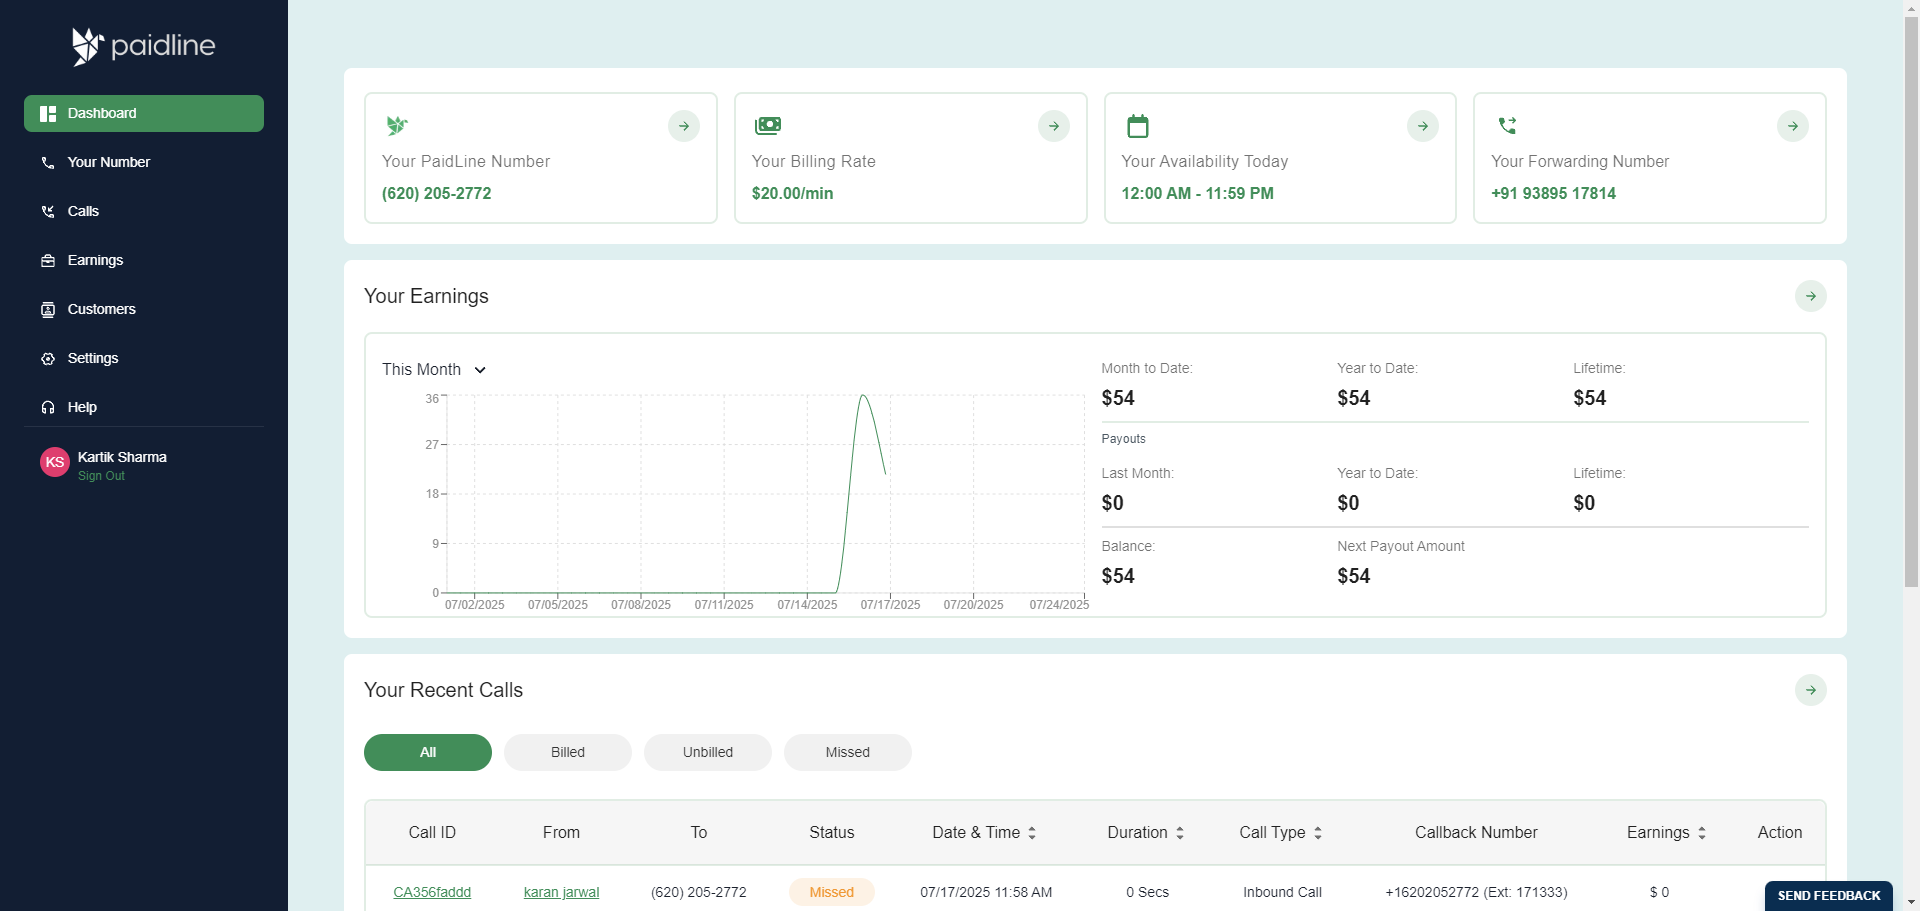 paidline
Dashboard
Your Number
Calls
Earnings
Customers
Settings
Help
KS
Kartik Sharma
Sign Out
Your PaidLine Number
(620) 205-2772
Your Billing Rate
$20.00/min
Your Availability Today
12:00 AM - 11:59 PM
Your Forwarding Number
+91 93895 17814
Your Earnings
This Month
36
27
18
9
0
07/02/2025 07/05/2025 07/08/2025 07/11/2025 07/14/2025 07/17/2025 07/20/2025 07/24/2025
Month to Date: Year to Date: Lifetime:
$54 $54 $54
Payouts
Last Month: Year to Date: Lifetime:
$0 $0 $0
Balance: Next Payout Amount
$54 $54
Your Recent Calls
All Billed Unbilled Missed
Call ID From To Status Date & Time Duration Call Type Callback Number Earnings Action
CA356faddd karan jarwal (620) 205-2772 Missed 07/17/2025 11:58 AM 0 Secs Inbound Call +16202052772 (Ext: 171333) $ 0
SEND FEEDBACK